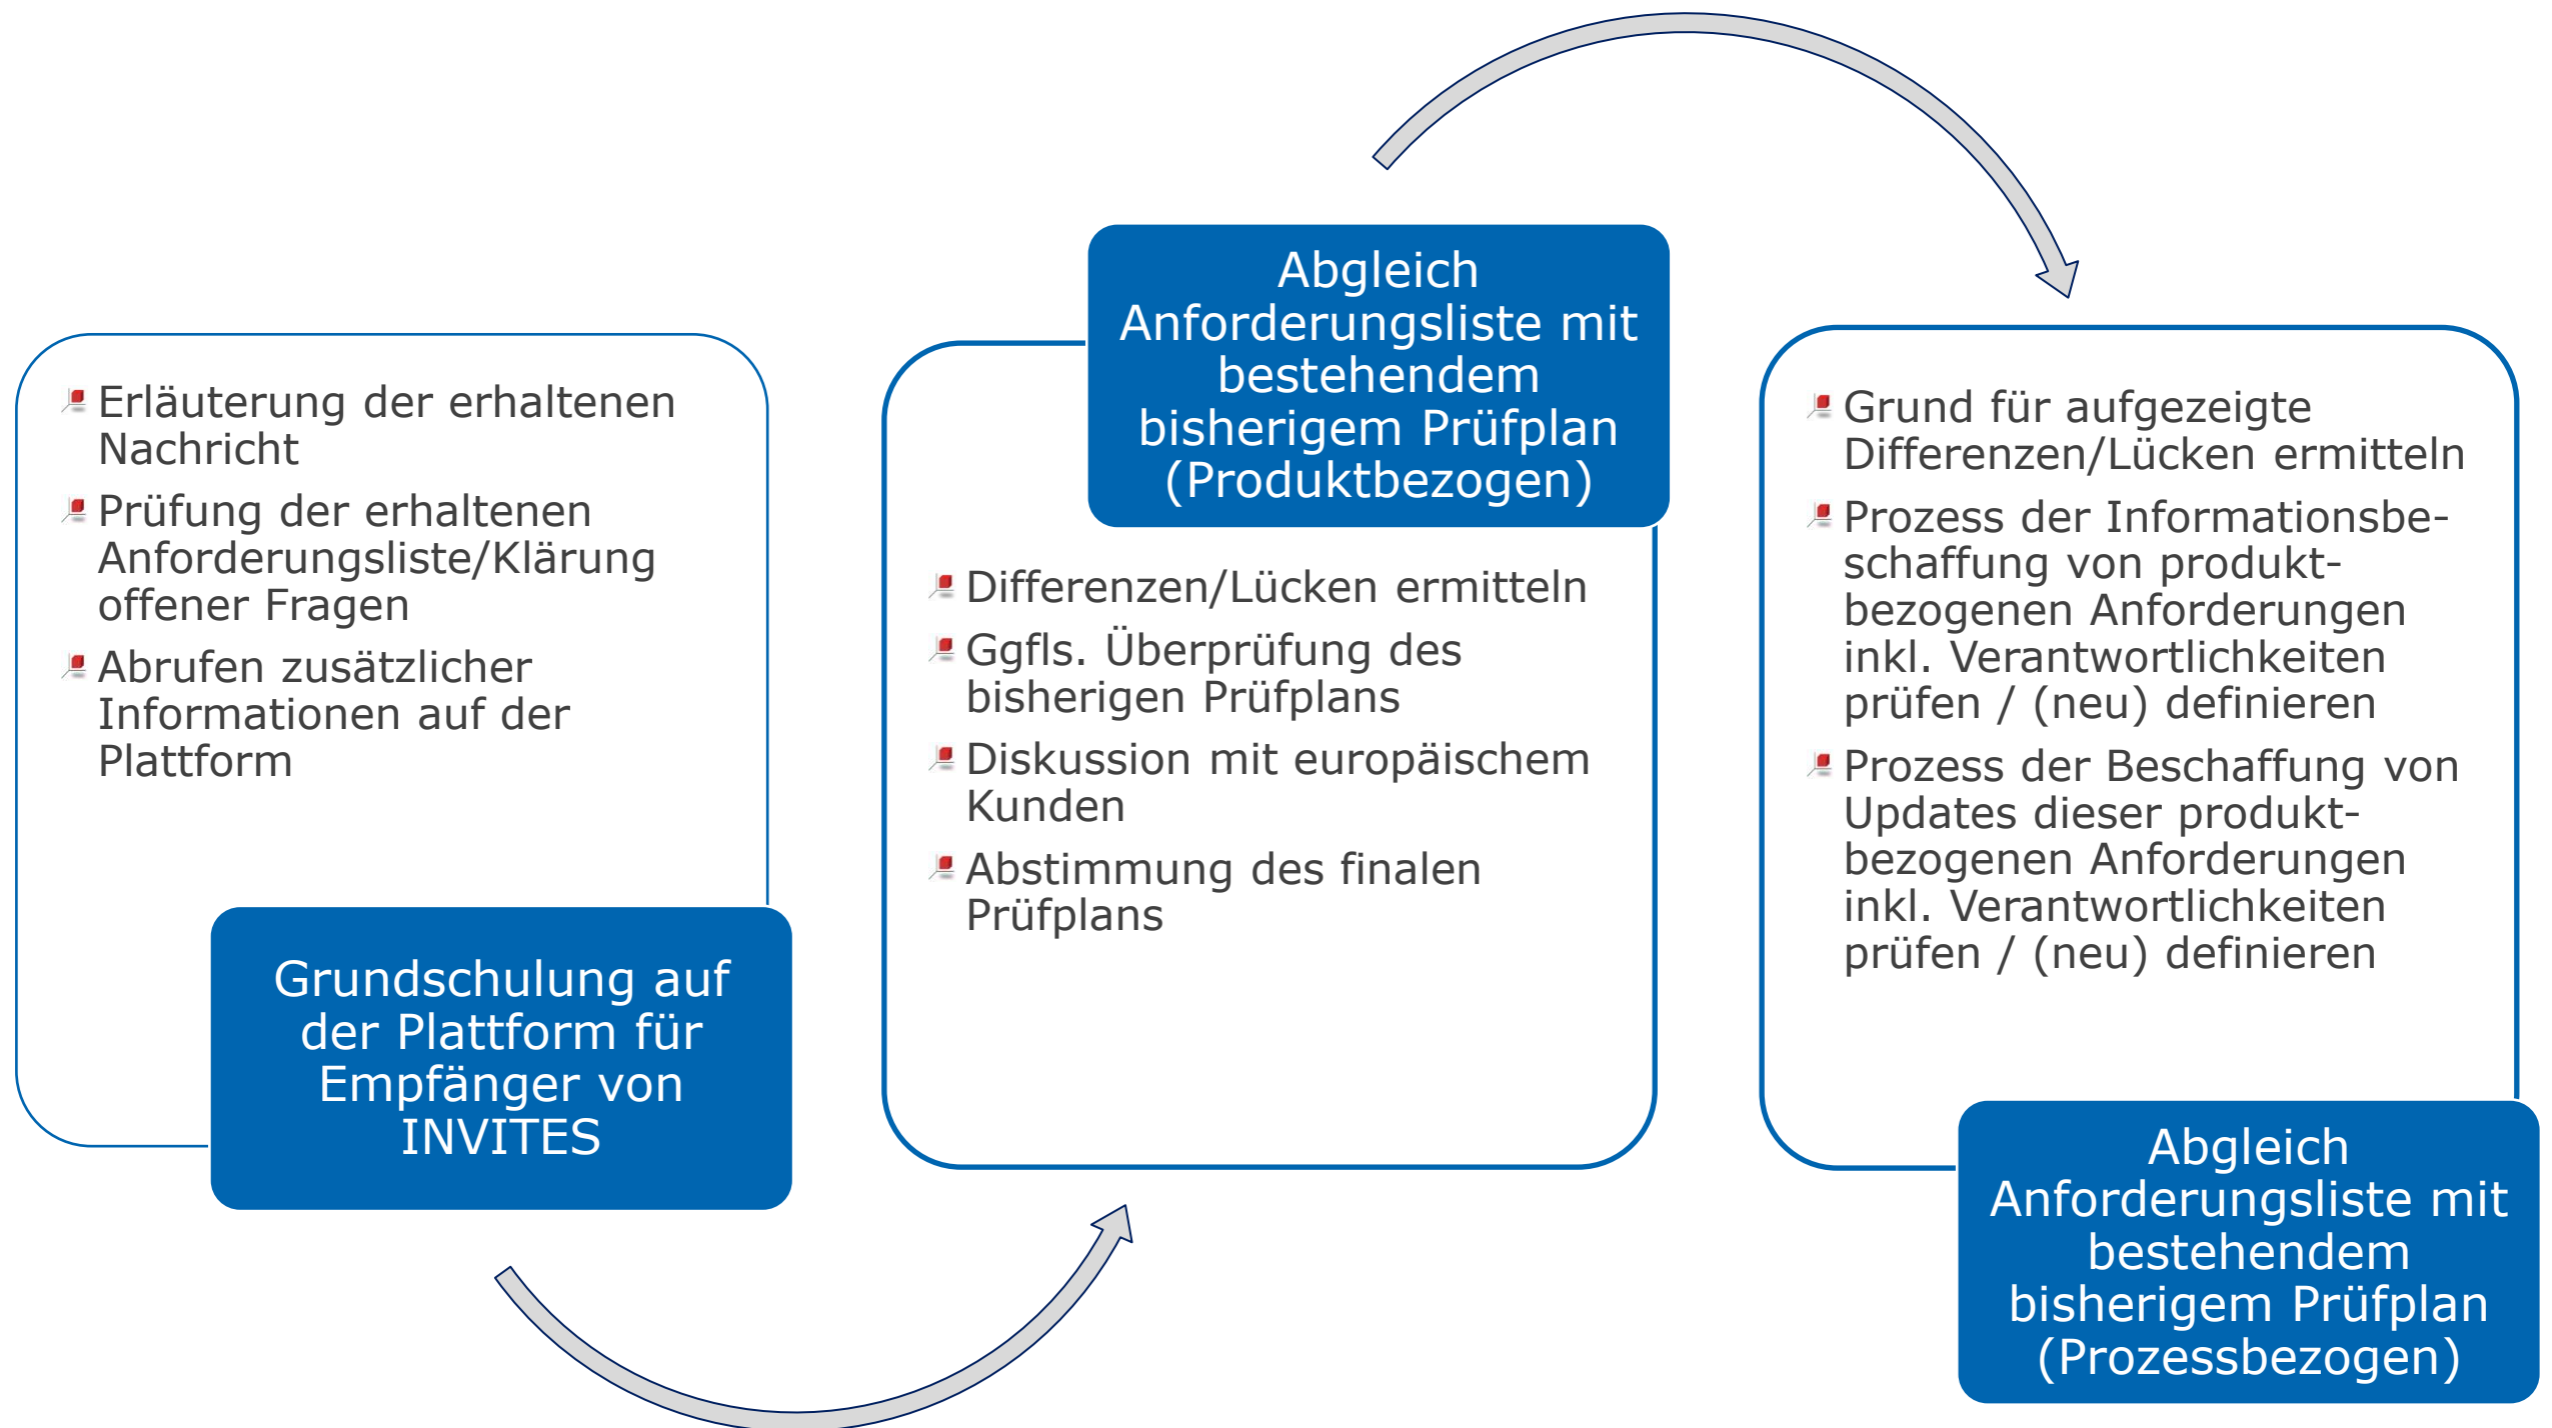 Erläuterung der erhaltenen
Nachricht
Prüfung der erhaltenen
Anforderungsliste/Klärung
offener Fragen
Abrufen zusätzlicher
Informationen auf der
Plattform
Grundschulung auf
der Plattform für
Empfänger von
INVITES
Abgleich
Anforderungsliste mit
bestehendem
bisherigem Prüfplan
(Produktbezogen)
Differenzen/Lücken ermitteln
Ggfls. Überprüfung des
bisherigen Prüfplans
Diskussion mit europäischem
Kunden
Abstimmung des finalen
Prüfplans
Grund für aufgezeigte
Differenzen/Lücken ermitteln
Prozess der Informationsbe-
schaffung von produkt-
bezogenen Anforderungen
inkl. Verantwortlichkeiten
prüfen / (neu) definieren
Prozess der Beschaffung von
Updates dieser produkt-
bezogenen Anforderungen
inkl. Verantwortlichkeiten
prüfen / (neu) definieren
Abgleich
Anforderungsliste mit
bestehendem
bisherigem Prüfplan
(Prozessbezogen)